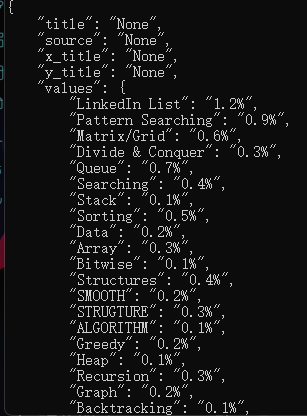 {
"title": "None",
"source": "None",
"x_title": "None",
"y_title": "None",
"values": {
"LinkedIn List": "1.2%",
"Pattern Searching": "0.9%",
"Matrix/Grid": "0.6%",
"Divide & Conquer": "0.3%",
"Queue": "0.7%",
"Searching": "0.4%",
"Stack": "0.1%",
"Sorting": "0.5%",
"Data": "0.2%",
"Array": "0.3%",
"Bitwise": "0.1%",
"Structures": "0.4%",
"SMOOTH": "0.2%",
"STRUGTURE": "0.3%",
"ALGORITHM": "0.1%",
"Greedy": "0.2%",
"Heap": "0.1%",
"Recursion": "0.3%",
"Graph": "0.2%",
"Backtracking": "0.1%",